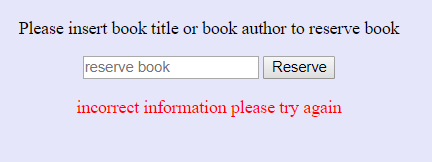 Please insert book title or book author to reserve book
reserve book Reserve
incorrect information please try again